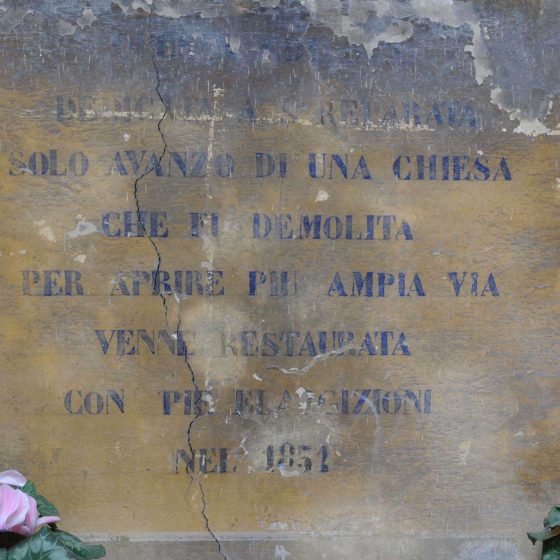 DEDICATA A S. REPARATA
SOLO AVANZO DI UNA CHIESA
CHE FU DEMOLITA
PER APRIRE PIU AMPIA VIA
VENNE RESTAURATA
CON PIE ELARGIZIONI
NEL 1851